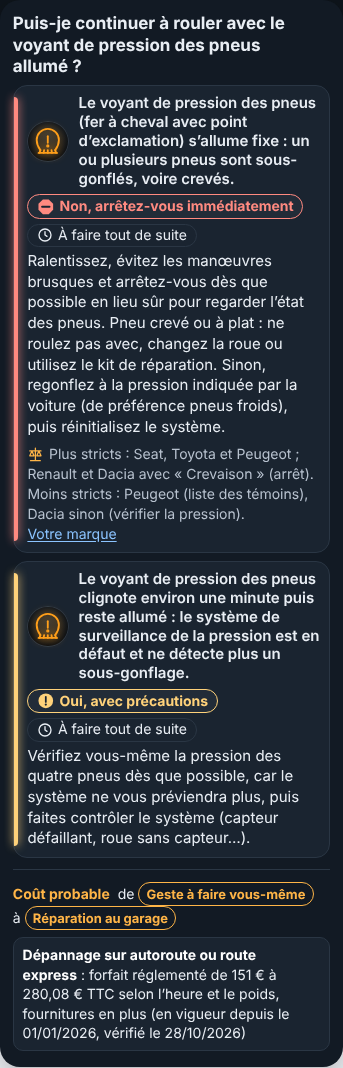 Puis-je continuer à rouler avec le
voyant de pression des pneus
allumé ?
Le voyant de pression des pneus
(fer à cheval avec point
d’exclamation) s’allume fixe : un
ou plusieurs pneus sont sous-
gonflés, voire crevés.
Non, arrêtez-vous immédiatement
À faire tout de suite
Ralentissez, évitez les manœuvres
brusques et arrêtez-vous dès que
possible en lieu sûr pour regarder l’état
des pneus. Pneu crevé ou à plat : ne
roulez pas avec, changez la roue ou
utilisez le kit de réparation. Sinon,
regonflez à la pression indiquée par la
voiture (de préférence pneus froids),
puis réinitialisez le système.
Plus stricts : Seat, Toyota et Peugeot ;
Renault et Dacia avec « Crevaison » (arrêt).
Moins stricts : Peugeot (liste des témoins),
Dacia sinon (vérifier la pression).
Votre marque
Le voyant de pression des pneus
clignote environ une minute puis
reste allumé : le système de
surveillance de la pression est en
défaut et ne détecte plus un
sous-gonflage.
Oui, avec précautions
À faire tout de suite
Vérifiez vous-même la pression des
quatre pneus dès que possible, car le
système ne vous préviendra plus, puis
faites contrôler le système (capteur
défaillant, roue sans capteur…).
Coût probable de Geste à faire vous-même
à Réparation au garage
Dépannage sur autoroute ou route
express : forfait réglementé de 151 € à
280,08 € TTC selon l’heure et le poids,
fournitures en plus (en vigueur depuis le
01/01/2026, vérifié le 28/10/2026)